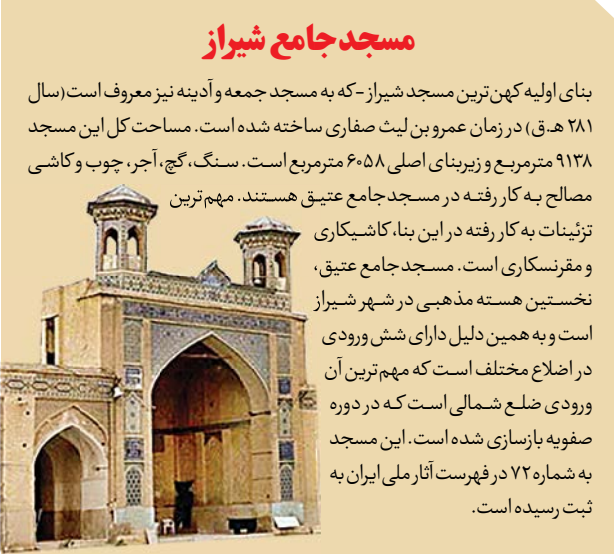 مسجد جامع شیراز
بنای اولیه کهن‌ترین مسجد شیراز -که به مسجد جمعه و آدینه نیز معروف است(سال
۲۸۱ ه‍.ق) در زمان عمرو بن لیث صفاری ساخته شده است. مساحت کل این مسجد
۹۱۳۸ مترمربع و زیربنای اصلی ۶۰۵۸ مترمربع است. سنگ، گچ، آجر، چوب و کاشی
مصالح به کار رفته در مسجد جامع عتیق هستند. مهم‌ترین
تزئینات به کار رفته در این بنا، کاشیکاری
و مقرنسکاری است. مسجد جامع عتیق،
نخستین هسته مذهبی در شهر شیراز
است و به همین دلیل دارای شش ورودی
در اضلاع مختلف است که مهم‌ترین آن
ورودی ضلع شمالی است که در دوره
صفویه بازسازی شده است. این مسجد
به شماره ۷۲ در فهرست آثار ملی ایران به
ثبت رسیده است.